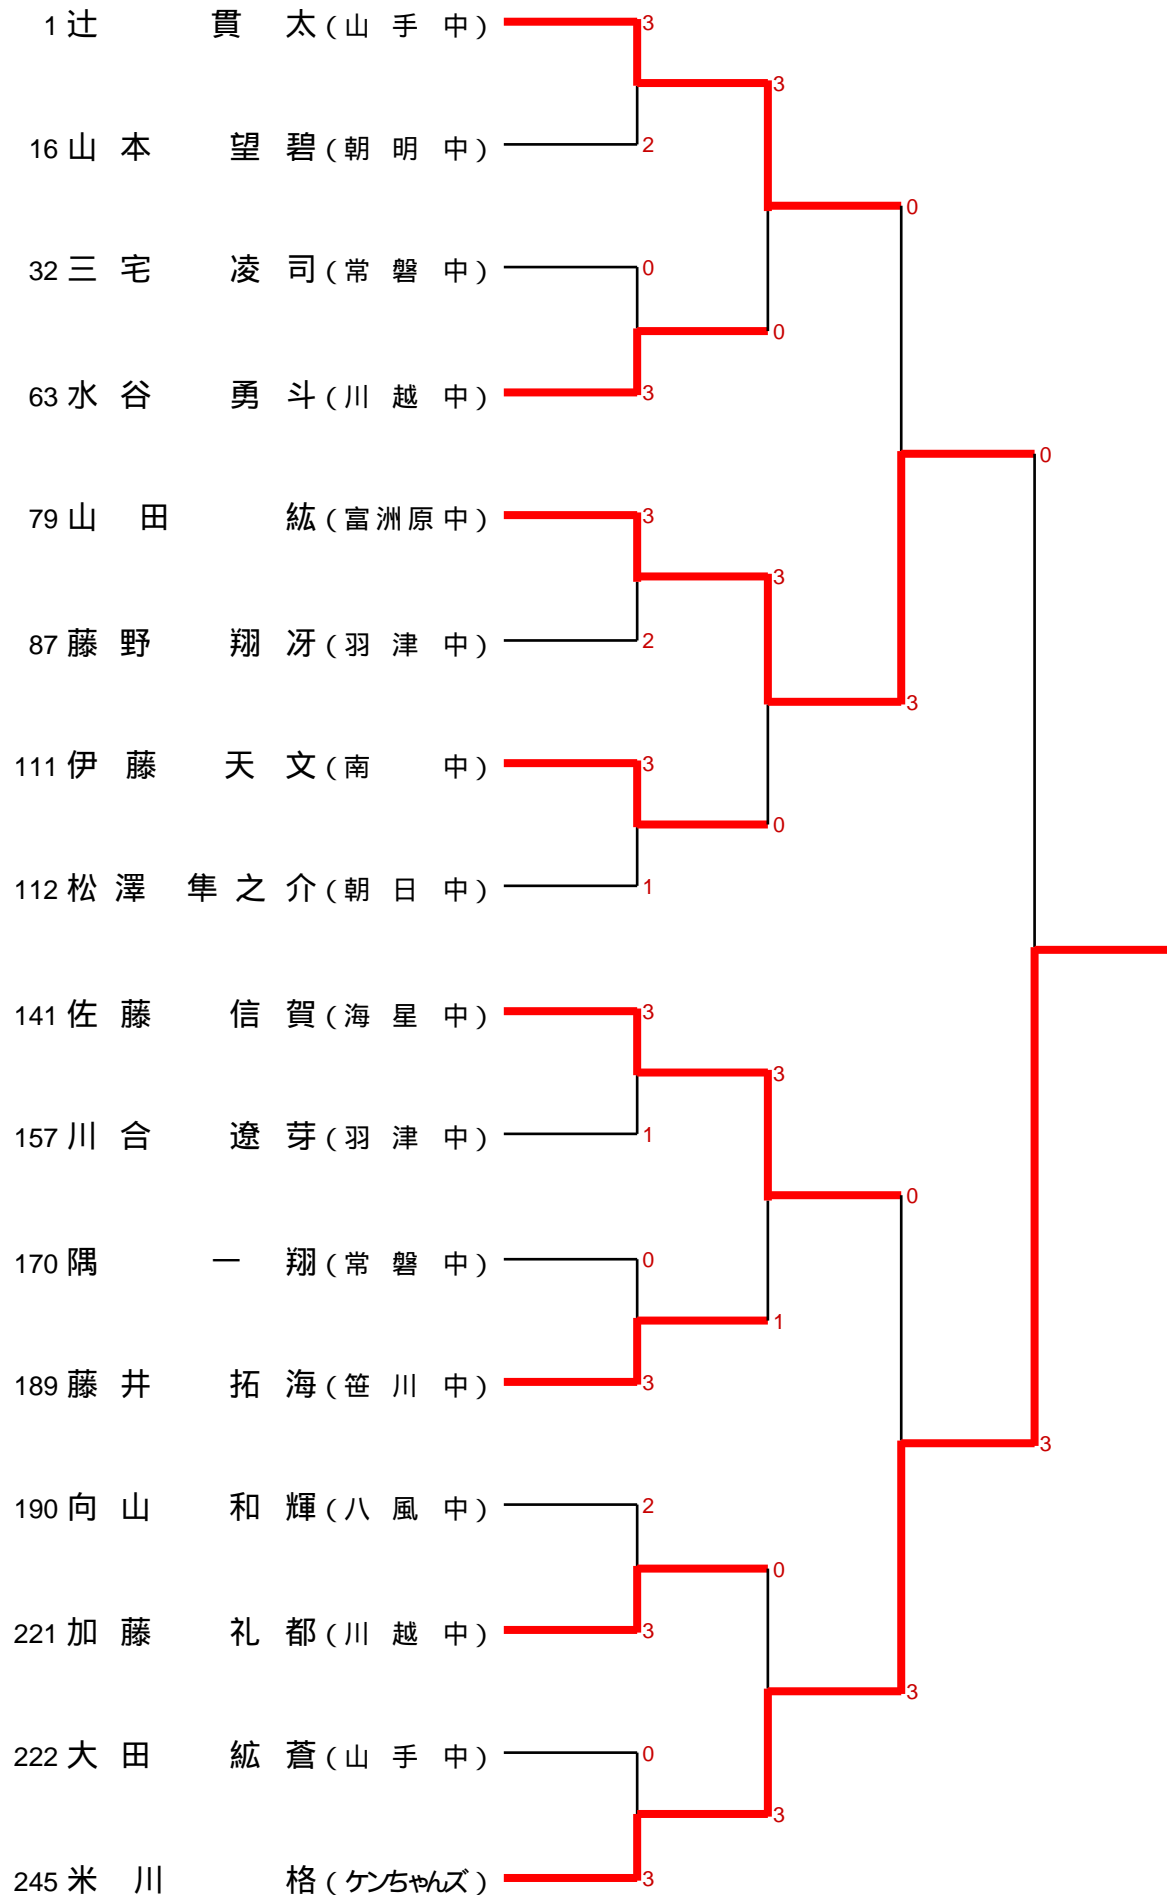 1 辻 貫 太 (山 手 中) 3
3
16 山 本 望 碧 (朝 明 中) 2
0
32 三 宅 凌 司 (常 磐 中) 0
0
63 水 谷 勇 斗 (川 越 中) 3
0
79 山 田 紘 (富洲原中) 3
3
87 藤 野 翔 冴 (羽 津 中) 2
3
111 伊 藤 天 文 (南 中) 3
0
112 松 澤 隼 之 介 (朝 日 中) 1
141 佐 藤 信 賀 (海 星 中) 3
3
157 川 合 遼 芽 (羽 津 中) 1
0
170 隅 一 翔 (常 磐 中) 0
1
189 藤 井 拓 海 (笹 川 中) 3
3
190 向 山 和 輝 (八 風 中) 2
0
221 加 藤 礼 都 (川 越 中) 3
3
222 大 田 絋 蒼 (山 手 中) 0
3
245 米 川 格 (ケンちゃんズ) 3